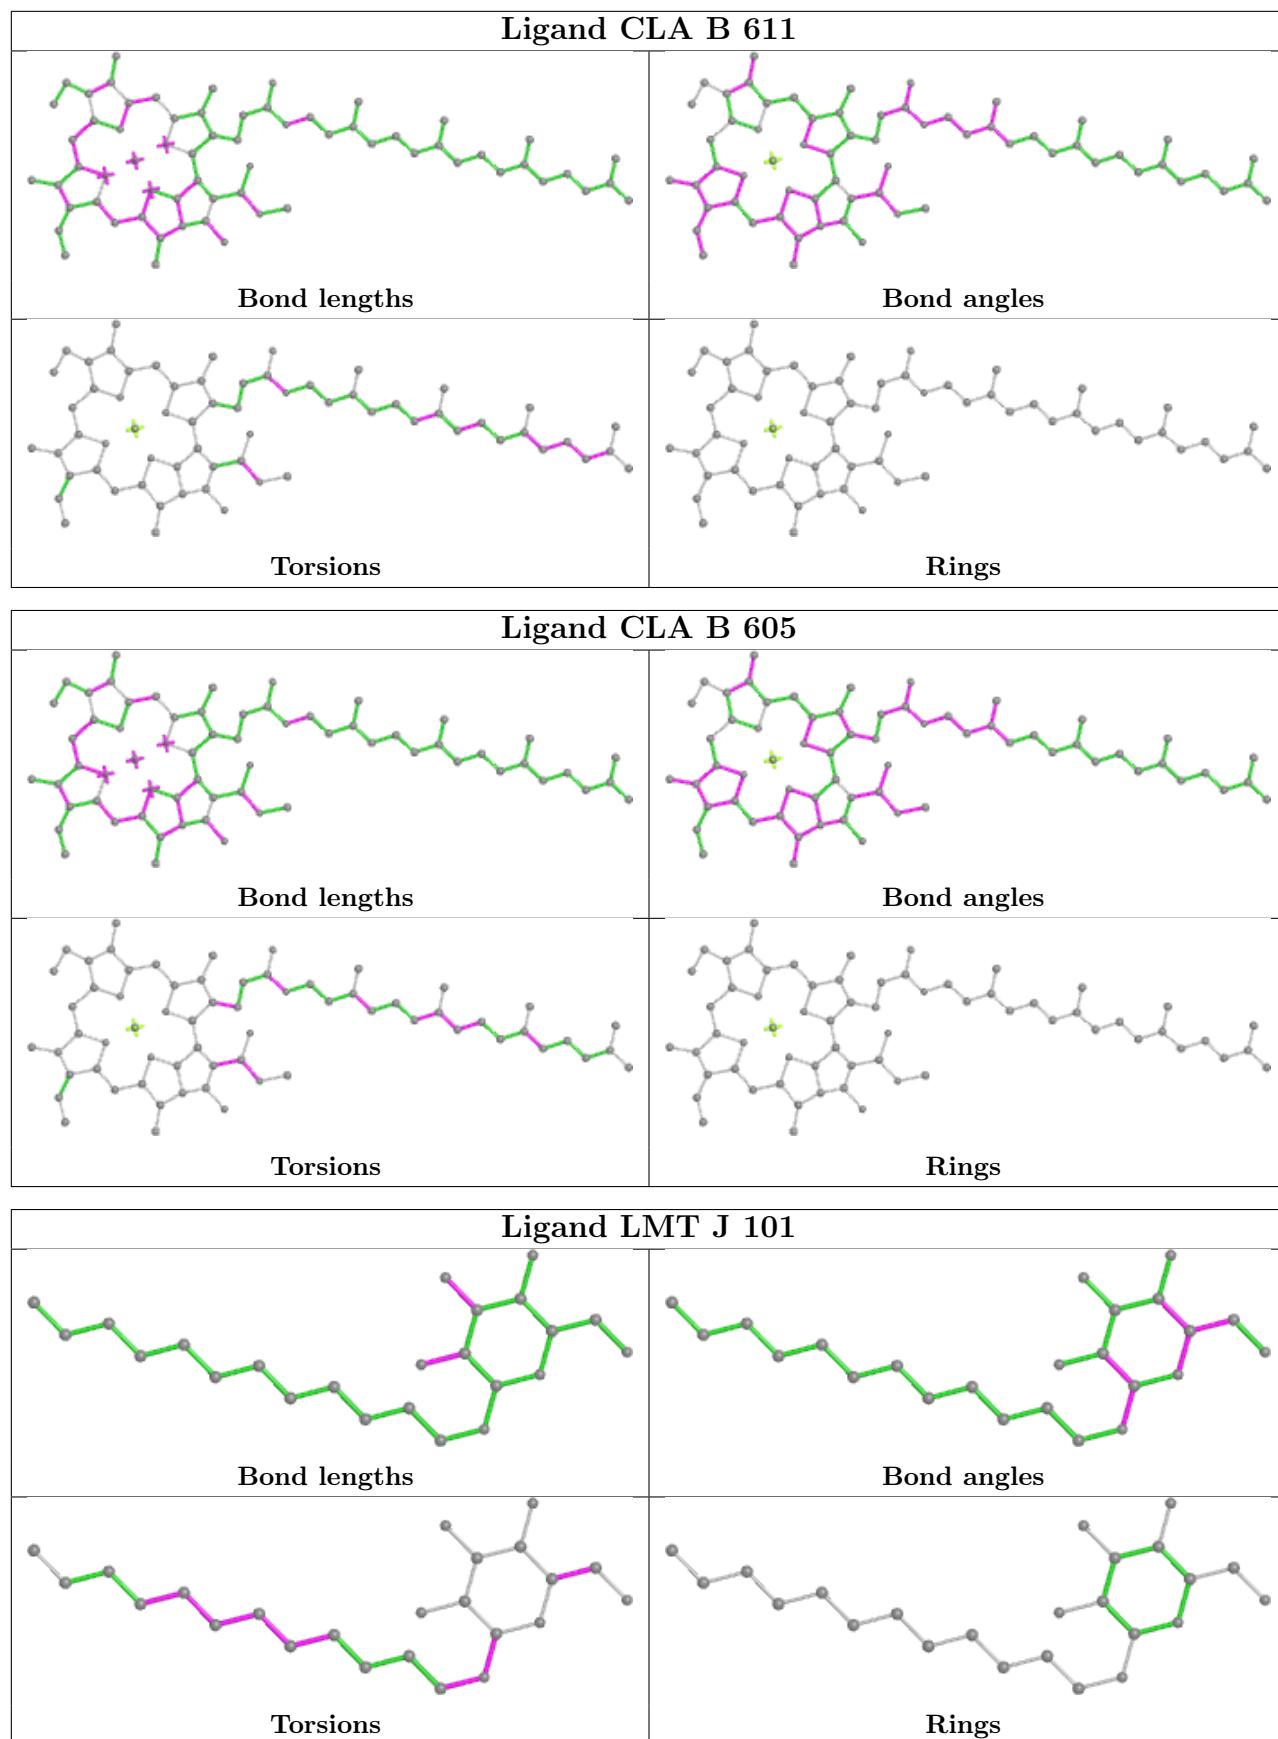 Ligand CLA B 611
Bond lengths
Bond angles
Torsions
Rings
Ligand CLA B 605
Bond lengths
Bond angles
Torsions
Rings
Ligand LMT J 101
Bond lengths
Bond angles
Torsions
Rings